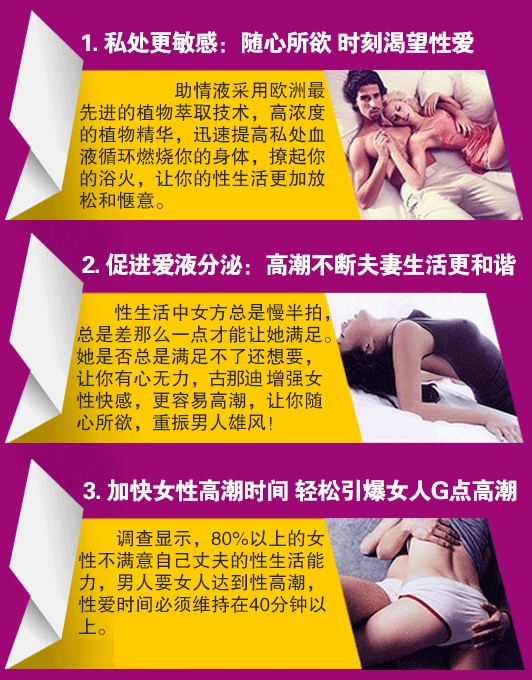 1. 私处更敏感：随心所欲 时刻渴望性爱
助情液采用欧洲最
先进的植物萃取技术，高浓度
的植物精华，迅速提高私处血
液循环燃烧你的身体，撩起你
的浴火，让你的性生活更加放
松和惬意。
2. 促进爱液分泌：高潮不断夫妻生活更和谐
性生活中女方总是慢半拍，
总是差那么一点才能让她满足。
她是否总是满足不了还想要，
让你有心无力，古那迪 增强女
性快感，更容易高潮，让你随
心所欲，重振男人雄风！
3. 加快女性高潮时间 轻松引爆女人G点高潮
调查显示，80%以上的女
性不满意自己丈夫的性生活能
力，男人要女人达到性高潮，
性爱时间必须维持在40分钟以
上。